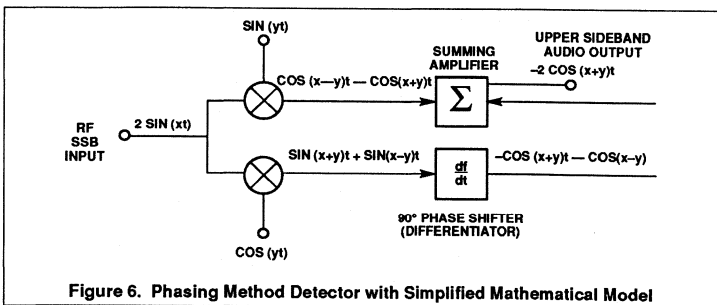 SIN (yt)
SUMMING
AMPLIFIER
UPPER SIDEBAND
AUDIO OUTPUT
–2 COS (x+y)t
COS (x—y)t — COS(x+y)t
Σ
RF
SSB
INPUT
2 SIN (xt)
SIN (x+y)t + SIN(x–y)t
df
dt
–COS (x+y)t — COS(x–y)
90° PHASE SHIFTER
(DIFFERENTIATOR)
COS (yt)
Figure 6. Phasing Method Detector with Simplified Mathematical Model